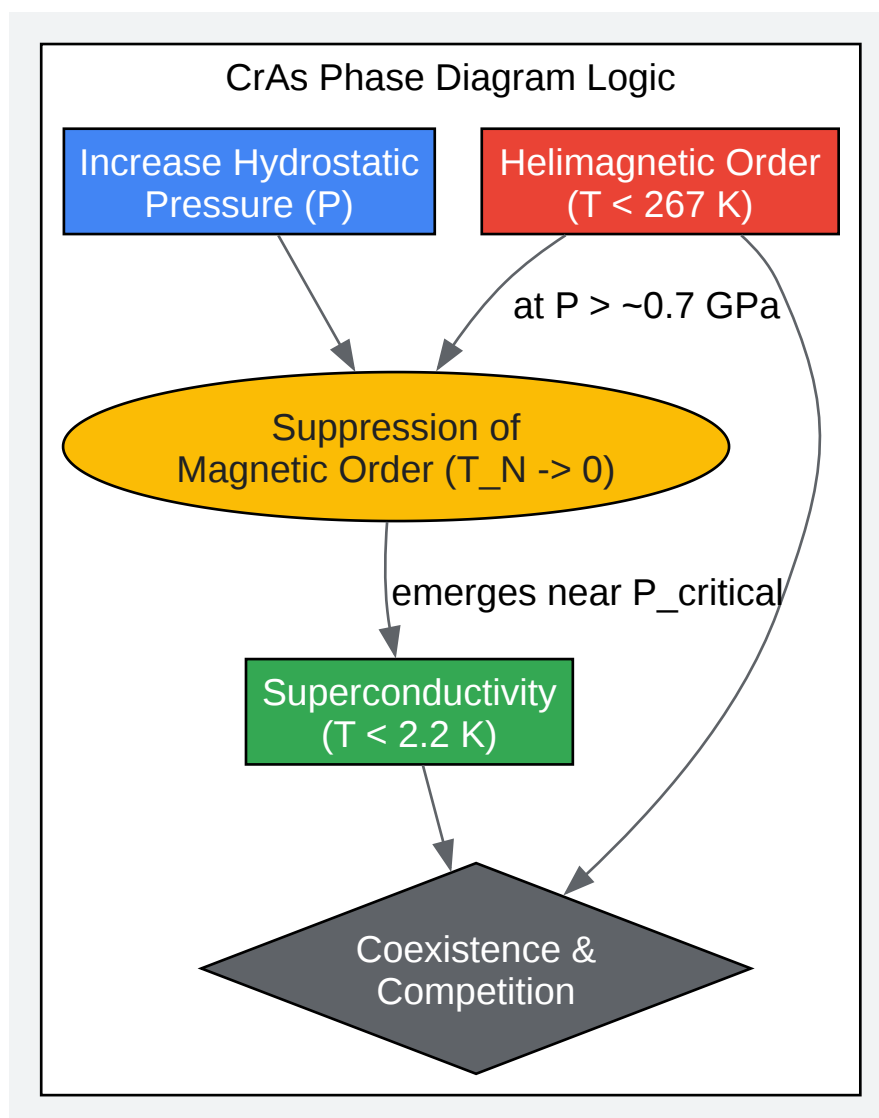 CrAs Phase Diagram Logic
Increase Hydrostatic
Pressure (P)
Helimagnetic Order
(T < 267 K)
at P > ~0.7 GPa
Suppression of
Magnetic Order (T_N -> 0)
emerges near P_critical
Superconductivity
(T < 2.2 K)
Coexistence &
Competition